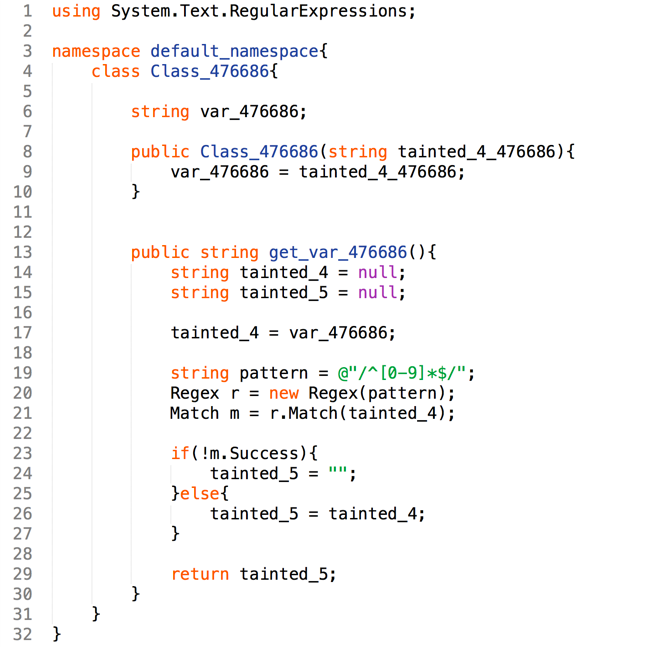 1 using System.Text.RegularExpressions;
2
3 namespace default_namespace{
4     class Class_476686{
5
6         string var_476686;
7
8         public Class_476686(string tainted_4_476686){
9             var_476686 = tainted_4_476686;
10         }
11
12
13         public string get_var_476686(){
14             string tainted_4 = null;
15             string tainted_5 = null;
16
17             tainted_4 = var_476686;
18
19             string pattern = @"/^[0-9]*$/";
20             Regex r = new Regex(pattern);
21             Match m = r.Match(tainted_4);
22
23             if(!m.Success){
24                 tainted_5 = "";
25             }else{
26                 tainted_5 = tainted_4;
27             }
28
29             return tainted_5;
30         }
31     }
32 }